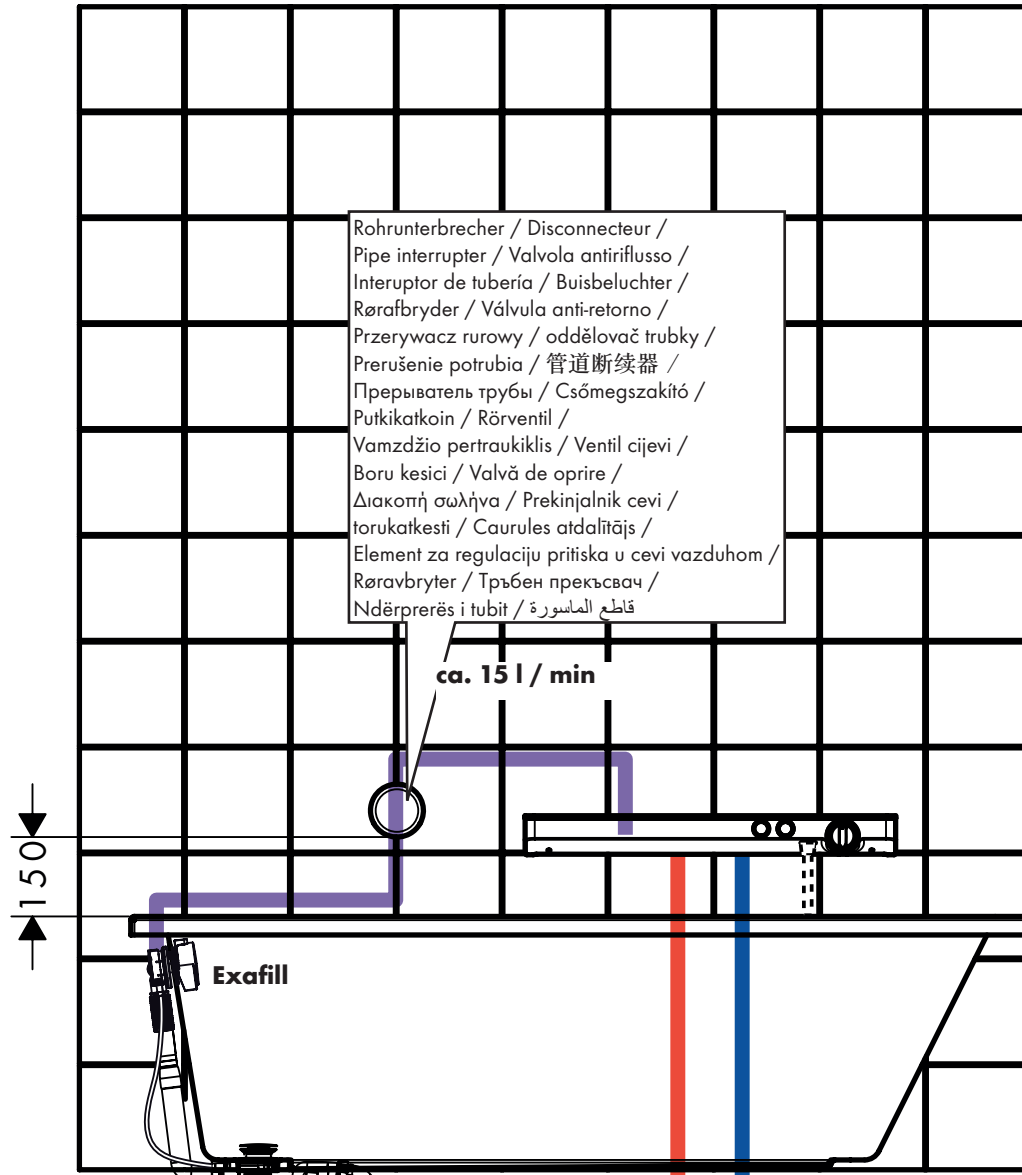 Rohrunterbrecher / Disconnecteur /
Pipe interrupter / Valvola antiriflusso /
Interuptor de tubería / Buisbeluchter /
Rørafbryder / Válvula anti-retorno /
Przerywacz rurowy / oddělovač trubky /
Prerušenie potrubia / 管道断续器 /
Прерыватель трубы / Csőmegszakító /
Putkikatkoin / Rörventil /
Vamzdžio pertraukiklis / Ventil cijevi /
Boru kesici / Valvă de oprire /
Διακοπή σωλήνα / Prekinjalnik cevi /
torukatkesti / Caurules atdalītājs /
Element za regulaciju pritiska u cevi vazduhom /
Røravbryter / Тръбен прекъсвач /
Ndërprerës i tubit / قاطع الماسورة
ca. 15 l / min
150
Exafill